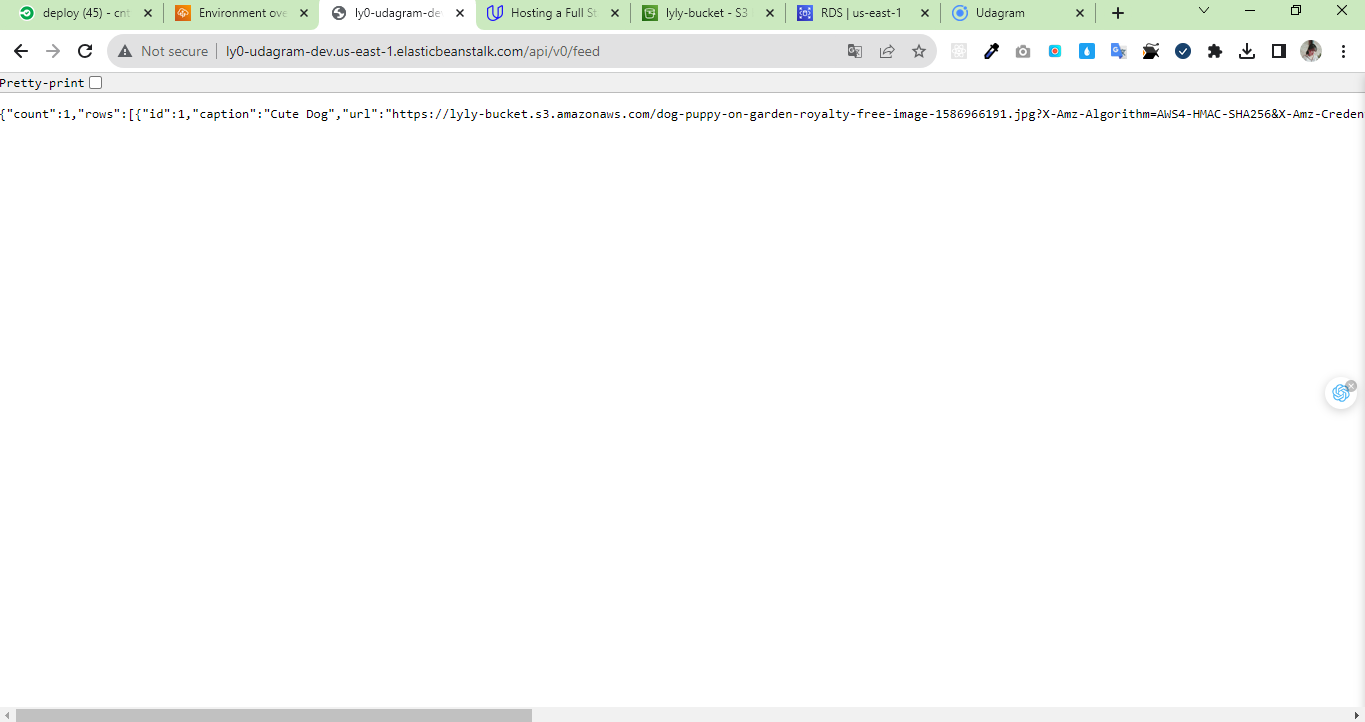 deploy (45) - cnt
Environment ove
ly0-udagram-de
Hosting a Full St
lyly-bucket - S3
RDS | us-east-1
Udagram
Not secure
ly0-udagram-dev.us-east-1.elasticbeanstalk.com/api/v0/feed
Pretty-print
{"count":1,"rows":[{"id":1,"caption":"Cute Dog","url":"https://lyly-bucket.s3.amazonaws.com/dog-puppy-on-garden-royalty-free-image-1586966191.jpg?X-Amz-Algorithm=AWS4-HMAC-SHA256&X-Amz-Creden